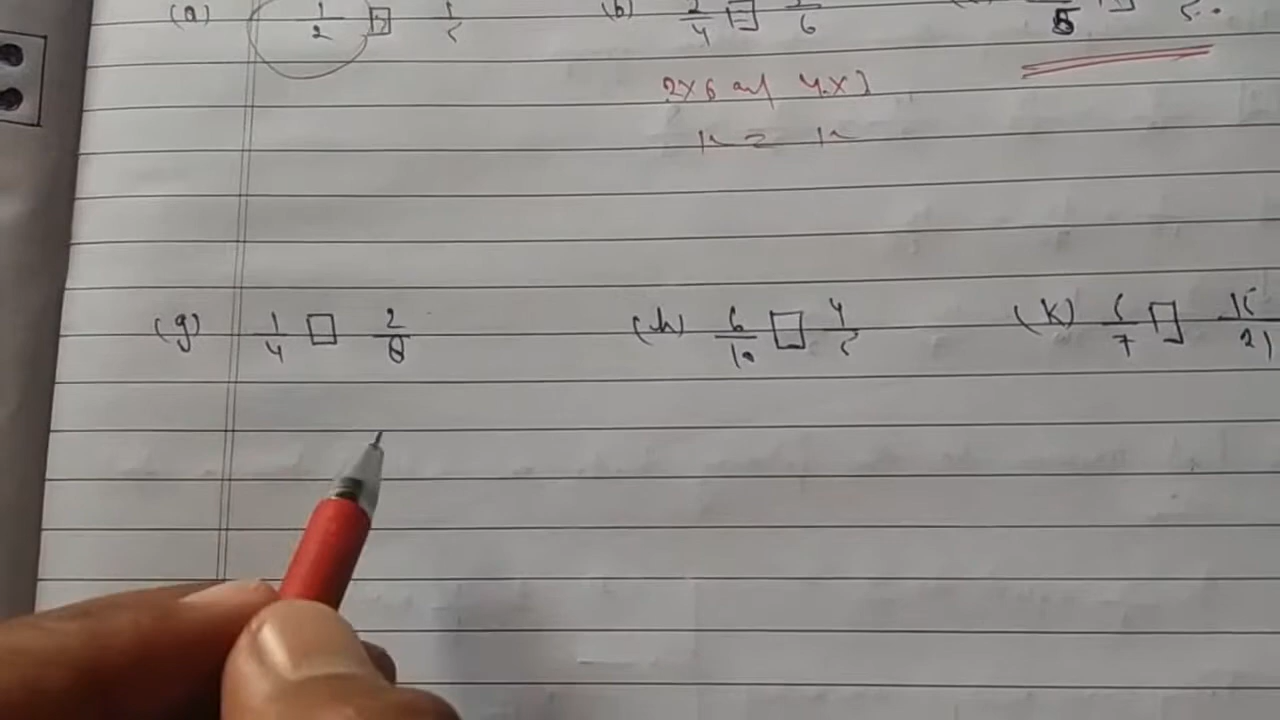 (a) 1/2 □ 1/5 (b) 2/4 □ 3/6
2×6 and 4×3
12 = 12
(g) 1/4 □ 2/8 (h) 6/10 □ 4/5 (k) 5/7 □ 15/21